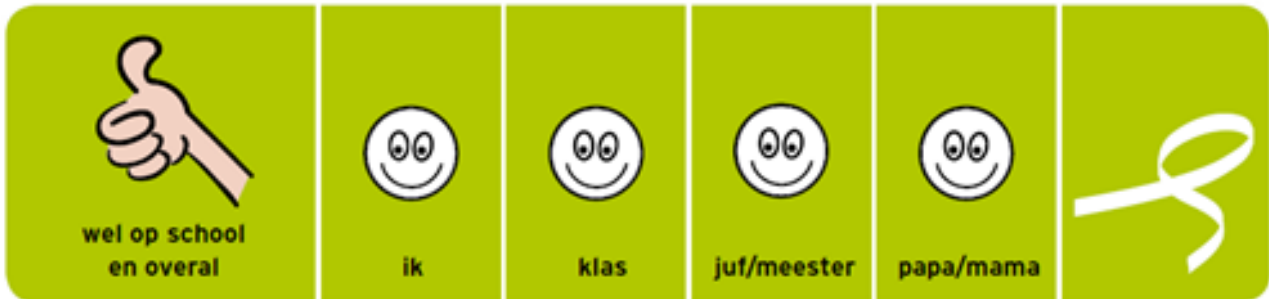 wel op school
en overal
ik
klas
juf/meester
papa/mama